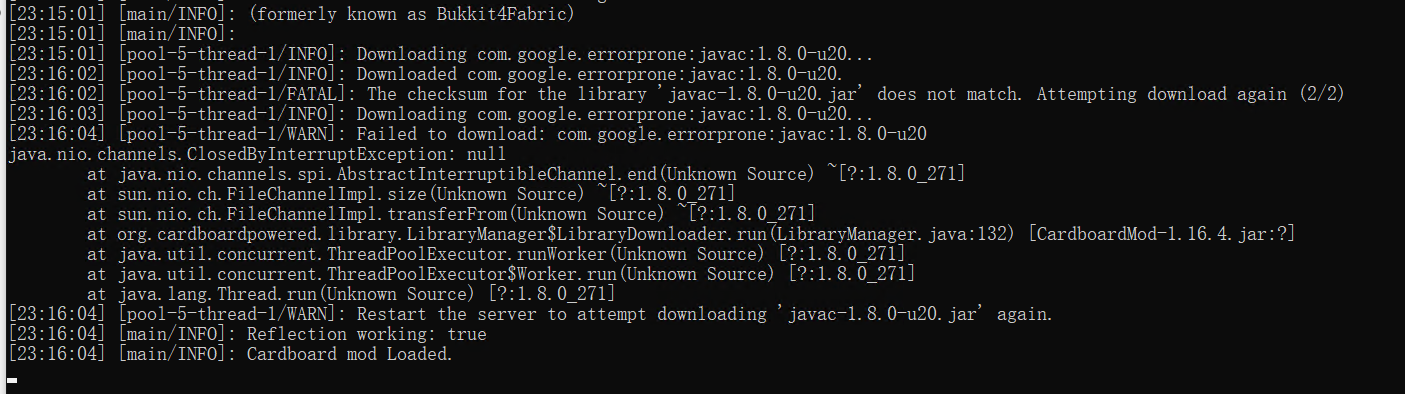 [23:15:01] [main/INFO]: (formerly known as Bukkit4Fabric)
[23:15:01] [main/INFO]:
[23:15:01] [pool-5-thread-1/INFO]: Downloading com.google.errorprone:javac:1.8.0-u20...
[23:16:02] [pool-5-thread-1/INFO]: Downloaded com.google.errorprone:javac:1.8.0-u20.
[23:16:02] [pool-5-thread-1/FATAL]: The checksum for the library 'javac-1.8.0-u20.jar' does not match. Attempting download again (2/2)
[23:16:03] [pool-5-thread-1/INFO]: Downloading com.google.errorprone:javac:1.8.0-u20...
[23:16:04] [pool-5-thread-1/WARN]: Failed to download: com.google.errorprone:javac:1.8.0-u20
java.nio.channels.ClosedByInterruptException: null
        at java.nio.channels.spi.AbstractInterruptibleChannel.end(Unknown Source) ~[?:1.8.0_271]
        at sun.nio.ch.FileChannelImpl.size(Unknown Source) ~[?:1.8.0_271]
        at sun.nio.ch.FileChannelImpl.transferFrom(Unknown Source) ~[?:1.8.0_271]
        at org.cardboardpowered.library.LibraryManager$LibraryDownloader.run(LibraryManager.java:132) [CardboardMod-1.16.4.jar:?]
        at java.util.concurrent.ThreadPoolExecutor.runWorker(Unknown Source) [?:1.8.0_271]
        at java.util.concurrent.ThreadPoolExecutor$Worker.run(Unknown Source) [?:1.8.0_271]
        at java.lang.Thread.run(Unknown Source) [?:1.8.0_271]
[23:16:04] [pool-5-thread-1/WARN]: Restart the server to attempt downloading 'javac-1.8.0-u20.jar' again.
[23:16:04] [main/INFO]: Reflection working: true
[23:16:04] [main/INFO]: Cardboard mod Loaded.